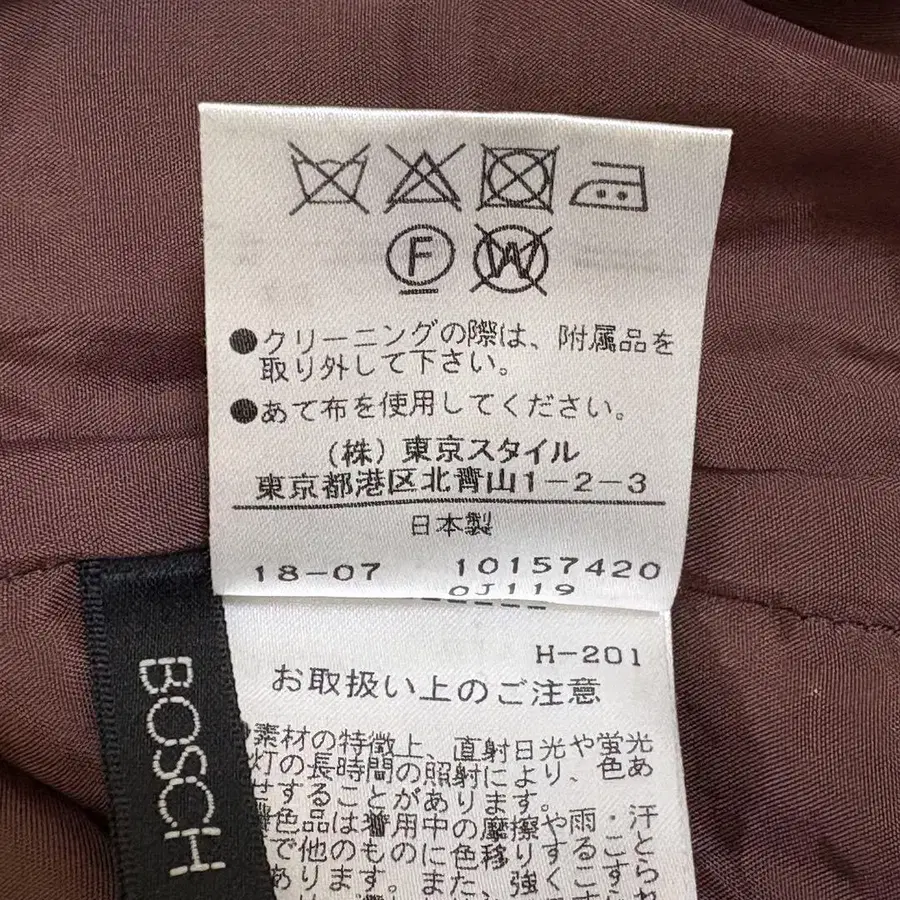 F
W
●クリーニングの際は、附属品を
取り外して下さい。
●あて布を使用してください。
(株) 東京スタイル
東京都港区北青山1-2-3
日本製
18-07 10157420
OJ119
H-201
お取扱い上のご注意
素材の特徴上、直射日光や蛍光
灯の長時間の照射により、色あ
せすることがあります。
色品は着用中の摩擦や雨・汗
で他のものに色移りすることが
あります。また、強くこすら
BOSCH